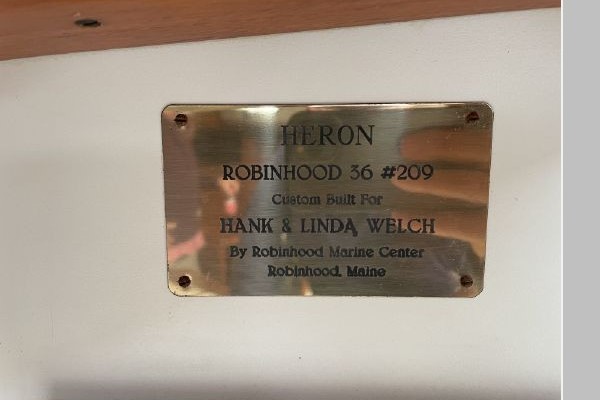 HERON
ROBINHOOD 36 #209
Custom Built For
HANK & LINDA WELCH
By Robinhood Marine Center
Robinhood, Maine